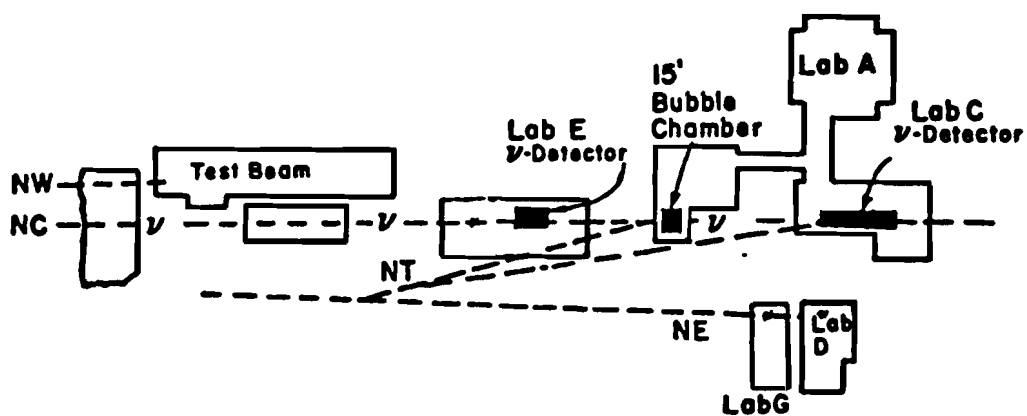 Lab A
15'
Bubble
Chamber
Lab C
ν-Detector
Lab E
ν-Detector
Test Beam
NW
NC
ν
ν
ν
NT
NE
Lab
D
LabG